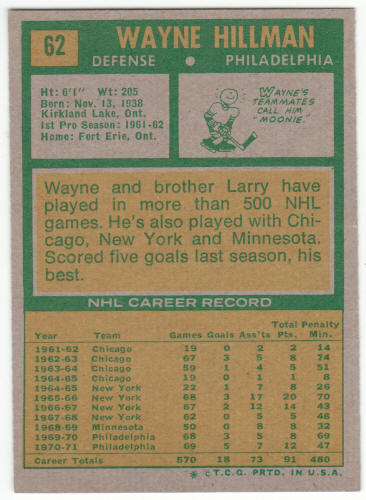 62
WAYNE HILLMAN
DEFENSE • PHILADELPHIA
Ht: 6'1" Wt: 205
Born: Nov. 13, 1938
Kirkland Lake, Ont.
1st Pro Season: 1961-62
Home: Fort Erie, Ont.
WAYNE'S
TEAMMATES
CALL HIM
"MOONIE."
Wayne and brother Larry have
played in more than 500 NHL
games. He's also played with Chi-
cago, New York and Minnesota.
Scored five goals last season, his
best.
NHL CAREER RECORD
Total Penalty
Year Team Games Goals Ass'ts Pts. Min.
1961-62 Chicago 19 0 2 2 14
1962-63 Chicago 67 3 5 8 74
1963-64 Chicago 59 1 4 5 51
1964-65 Chicago 19 0 1 1 8
1964-65 New York 22 1 7 8 26
1965-66 New York 68 3 17 20 70
1966-67 New York 67 2 12 14 43
1967-68 New York 62 0 5 5 46
1968-69 Minnesota 50 0 8 8 32
1969-70 Philadelphia 68 3 5 8 69
1970-71 Philadelphia 69 5 7 12 47
Career Totals 570 18 73 91 480
* © T.C.G. PRTD. IN U.S.A.